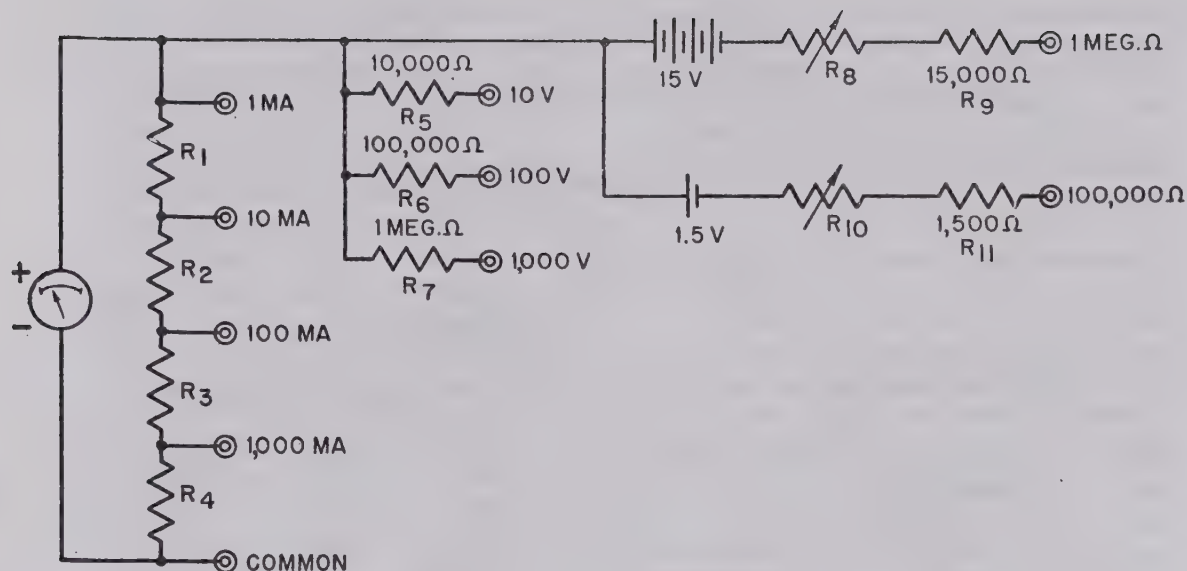 1 MA
R1
10 MA
R2
100 MA
R3
1,000 MA
R4
COMMON
+
−
10,000Ω
R5
10 V
100,000Ω
R6
100 V
1 MEG.Ω
R7
1,000 V
15 V
R8
15,000Ω
R9
1 MEG.Ω
1.5 V
R10
1,500Ω
R11
100,000Ω